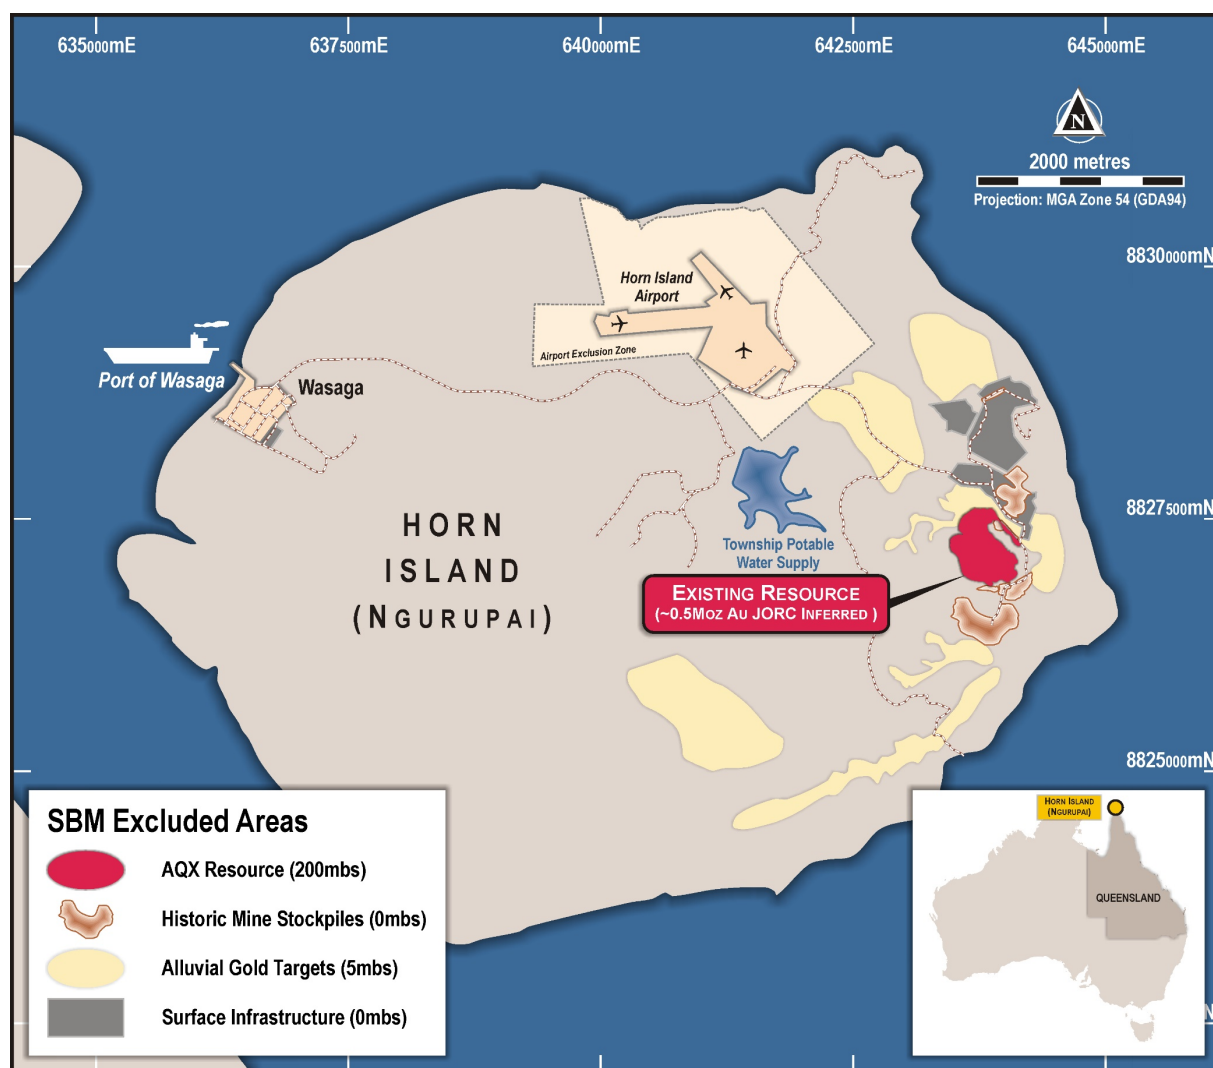 635000mE
637500mE
640000mE
642500mE
645000mE
N
2000 metres
Projection: MGA Zone 54 (GDA94)
8830000mN
Horn Island
Airport
Airport Exclusion Zone
Port of Wasaga
Wasaga
8827500mN
HORN
ISLAND
(NGURUPAI)
Township Potable
Water Supply
EXISTING RESOURCE
(~0.5MOZ AU JORC INFERRED )
8825000mN
SBM Excluded Areas
AQX Resource (200mbs)
Historic Mine Stockpiles (0mbs)
Alluvial Gold Targets (5mbs)
Surface Infrastructure (0mbs)
HORN ISLAND
(NGURUPAI)
QUEENSLAND
N